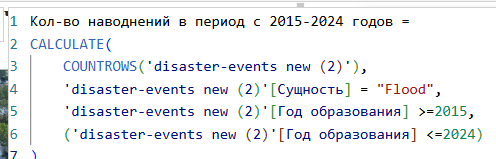 1 Кол-во наводнений в период с 2015-2024 годов =
2 CALCULATE(
3 COUNTROWS('disaster-events new (2)'),
4 'disaster-events new (2)'[Сущность] = "Flood",
5 'disaster-events new (2)'[Год образования] >=2015,
6 ('disaster-events new (2)'[Год образования] <=2024)
7 )